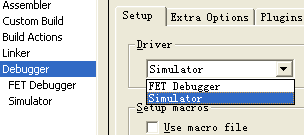 Assembler
Custom Build
Build Actions
Linker
Debugger
FET Debugger
Simulator
Setup
Extra Options
Plugins
Driver
Simulator
FET Debugger
Simulator
Setup macros
Use macro file